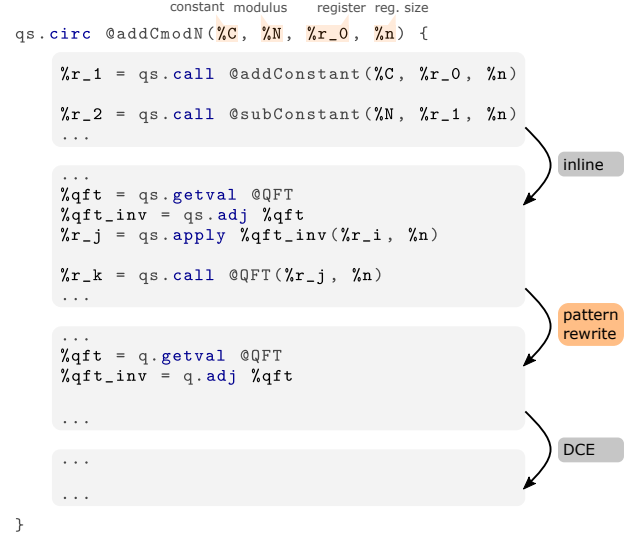 constant modulus register reg. size
qs.circ @addCmodN(%C, %N, %r_0, %n) {
%r_1 = qs.call @addConstant(%C, %r_0, %n)
%r_2 = qs.call @subConstant(%N, %r_1, %n)
...
inline
...
%qft = qs.getval @QFT
%qft_inv = qs.adj %qft
%r_j = qs.apply %qft_inv(%r_i, %n)
%r_k = qs.call @QFT(%r_j, %n)
...
pattern
rewrite
...
%qft = q.getval @QFT
%qft_inv = q.adj %qft
...
DCE
...
...
}